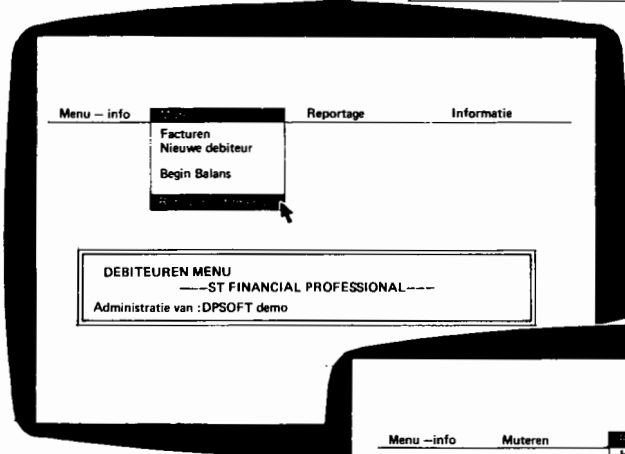 Menu – info Reportage Informatie
Facturen
Nieuwe debiteur
Begin Balans
DEBITEUREN MENU
–––ST FINANCIAL PROFESSIONAL–––
Administratie van :DPSOFT demo
Menu –info Muteren